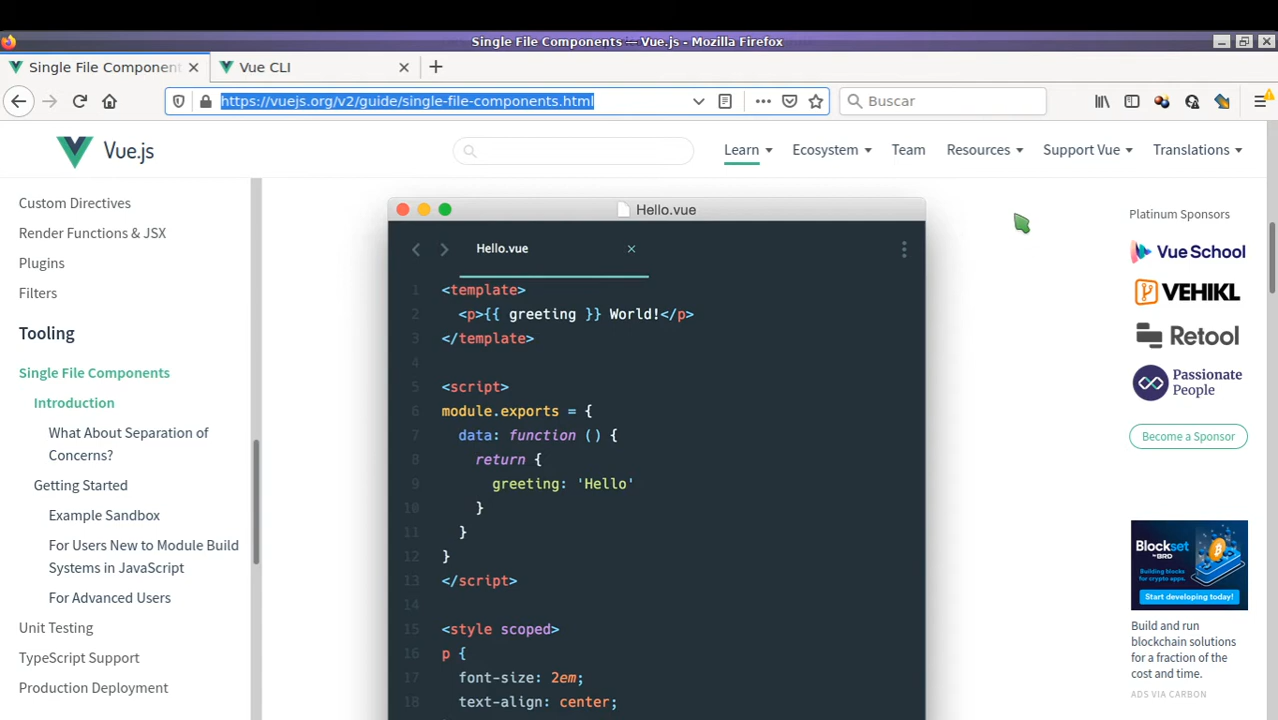 Single File Components — Vue.js - Mozilla Firefox
Single File Component
Vue CLI
https://vuejs.org/v2/guide/single-file-components.html
Buscar
Vue.js
Learn
Ecosystem
Team
Resources
Support Vue
Translations
Custom Directives
Render Functions & JSX
Plugins
Filters
Tooling
Single File Components
Introduction
What About Separation of
Concerns?
Getting Started
Example Sandbox
For Users New to Module Build
Systems in JavaScript
For Advanced Users
Unit Testing
TypeScript Support
Production Deployment
Hello.vue
Hello.vue
1 <template>
2 <p>{{ greeting }} World!</p>
3 </template>
4
5 <script>
6 module.exports = {
7 data: function () {
8 return {
9 greeting: 'Hello'
10 }
11 }
12 }
13 </script>
14
15 <style scoped>
16 p {
17 font-size: 2em;
18 text-align: center;
Platinum Sponsors
Vue School
VEHIKL
Retool
Passionate
People
Become a Sponsor
Blockset
by BRD
Building blocks
for crypto apps.
Start developing today!
Build and run
blockchain solutions
for a fraction of the
cost and time.
ADS VIA CARBON